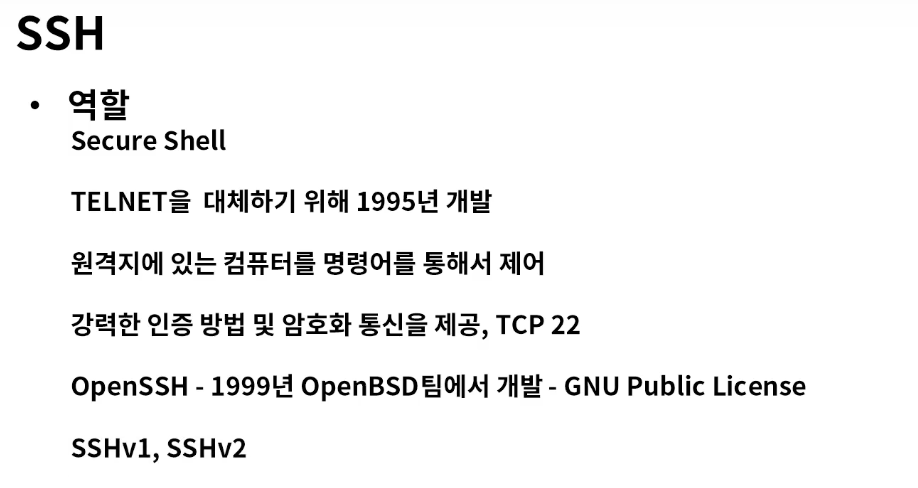 SSH
• 역할
Secure Shell
TELNET을 대체하기 위해 1995년 개발
원격지에 있는 컴퓨터를 명령어를 통해서 제어
강력한 인증 방법 및 암호화 통신을 제공, TCP 22
OpenSSH - 1999년 OpenBSD팀에서 개발 - GNU Public License
SSHv1, SSHv2